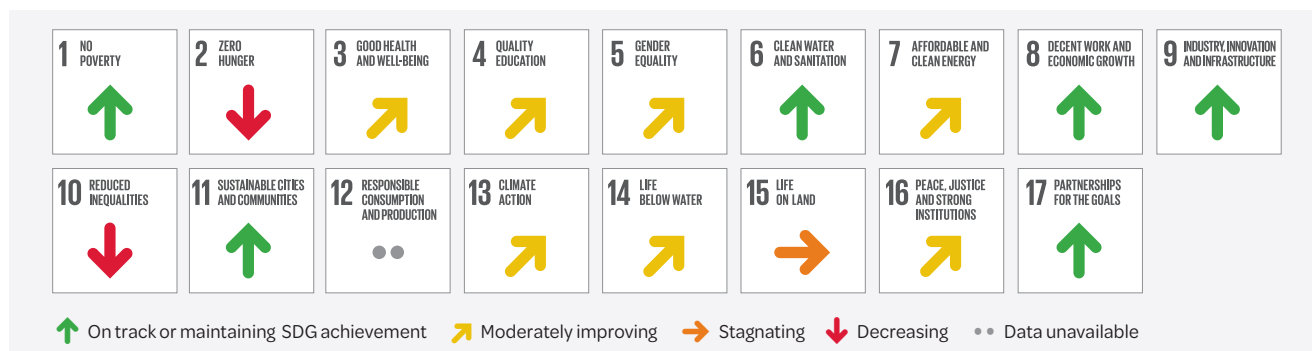 1 NO
POVERTY
2 ZERO
HUNGER
3 GOOD HEALTH
AND WELL-BEING
4 QUALITY
EDUCATION
5 GENDER
EQUALITY
6 CLEAN WATER
AND SANITATION
7 AFFORDABLE AND
CLEAN ENERGY
8 DECENT WORK AND
ECONOMIC GROWTH
9 INDUSTRY, INNOVATION
AND INFRASTRUCTURE
10 REDUCED
INEQUALITIES
11 SUSTAINABLE CITIES
AND COMMUNITIES
12 RESPONSIBLE
CONSUMPTION
AND PRODUCTION
13 CLIMATE
ACTION
14 LIFE
BELOW WATER
15 LIFE
ON LAND
16 PEACE, JUSTICE
AND STRONG
INSTITUTIONS
17 PARTNERSHIPS
FOR THE GOALS
On track or maintaining SDG achievement Moderately improving Stagnating Decreasing Data unavailable